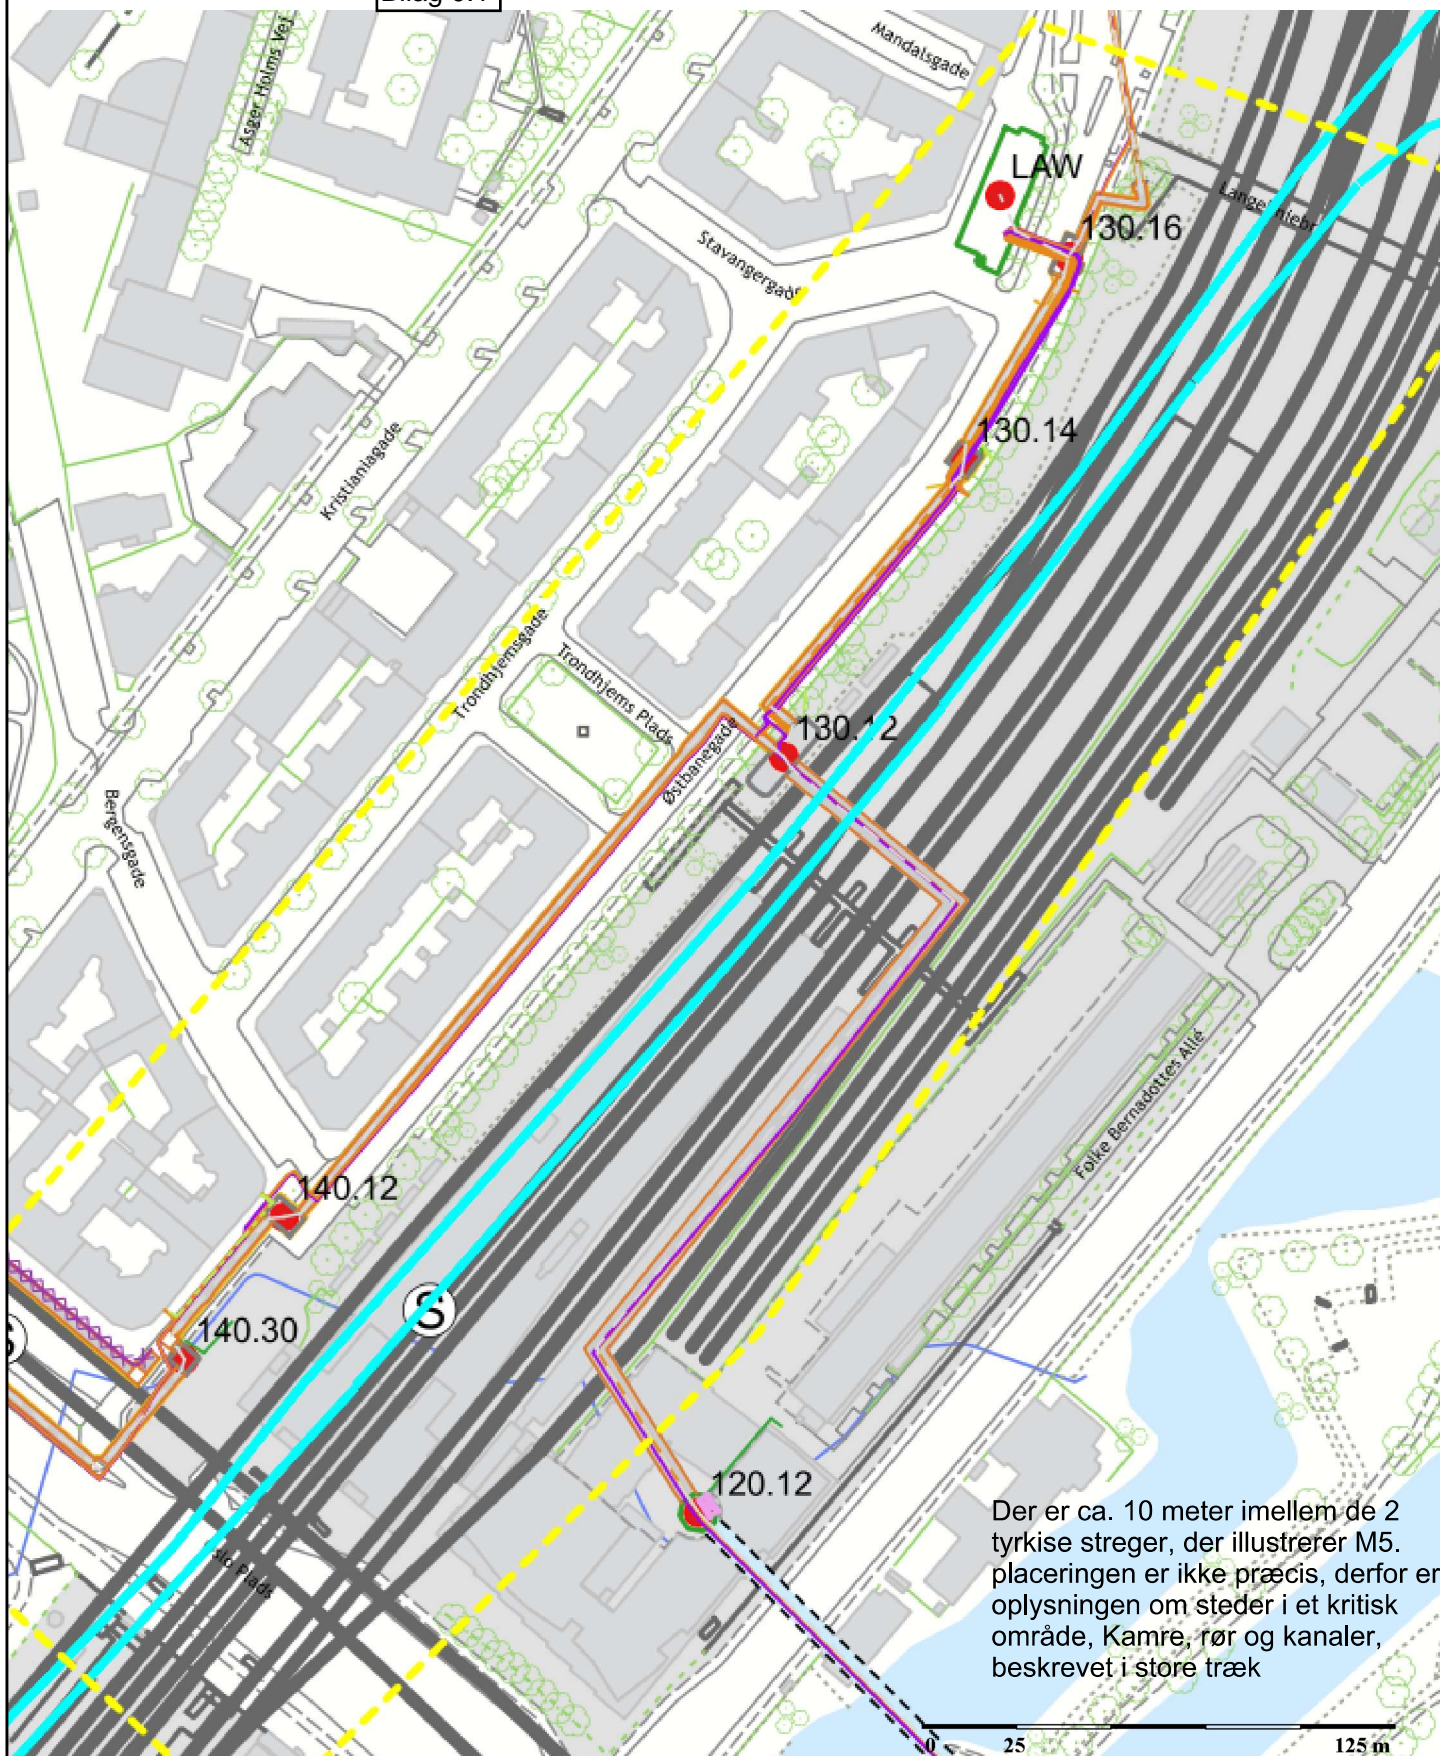 Mandalsgade
Asger Holms Vej
LAW
130.16
Stavangergade
130.14
Kristianiagade
Trondhjemsgade
Trondhjems Plads
130.12
Østbanegade
Bergensgade
Folke Bernadottes Allé
140.12
S
140.30
120.12
Oslo Plads
Der er ca. 10 meter imellem de 2
tyrkise streger, der illustrerer M5.
placeringen er ikke præcis, derfor er
oplysningen om steder i et kritisk
område, Kamre, rør og kanaler,
beskrevet i store træk
0 25 125 m